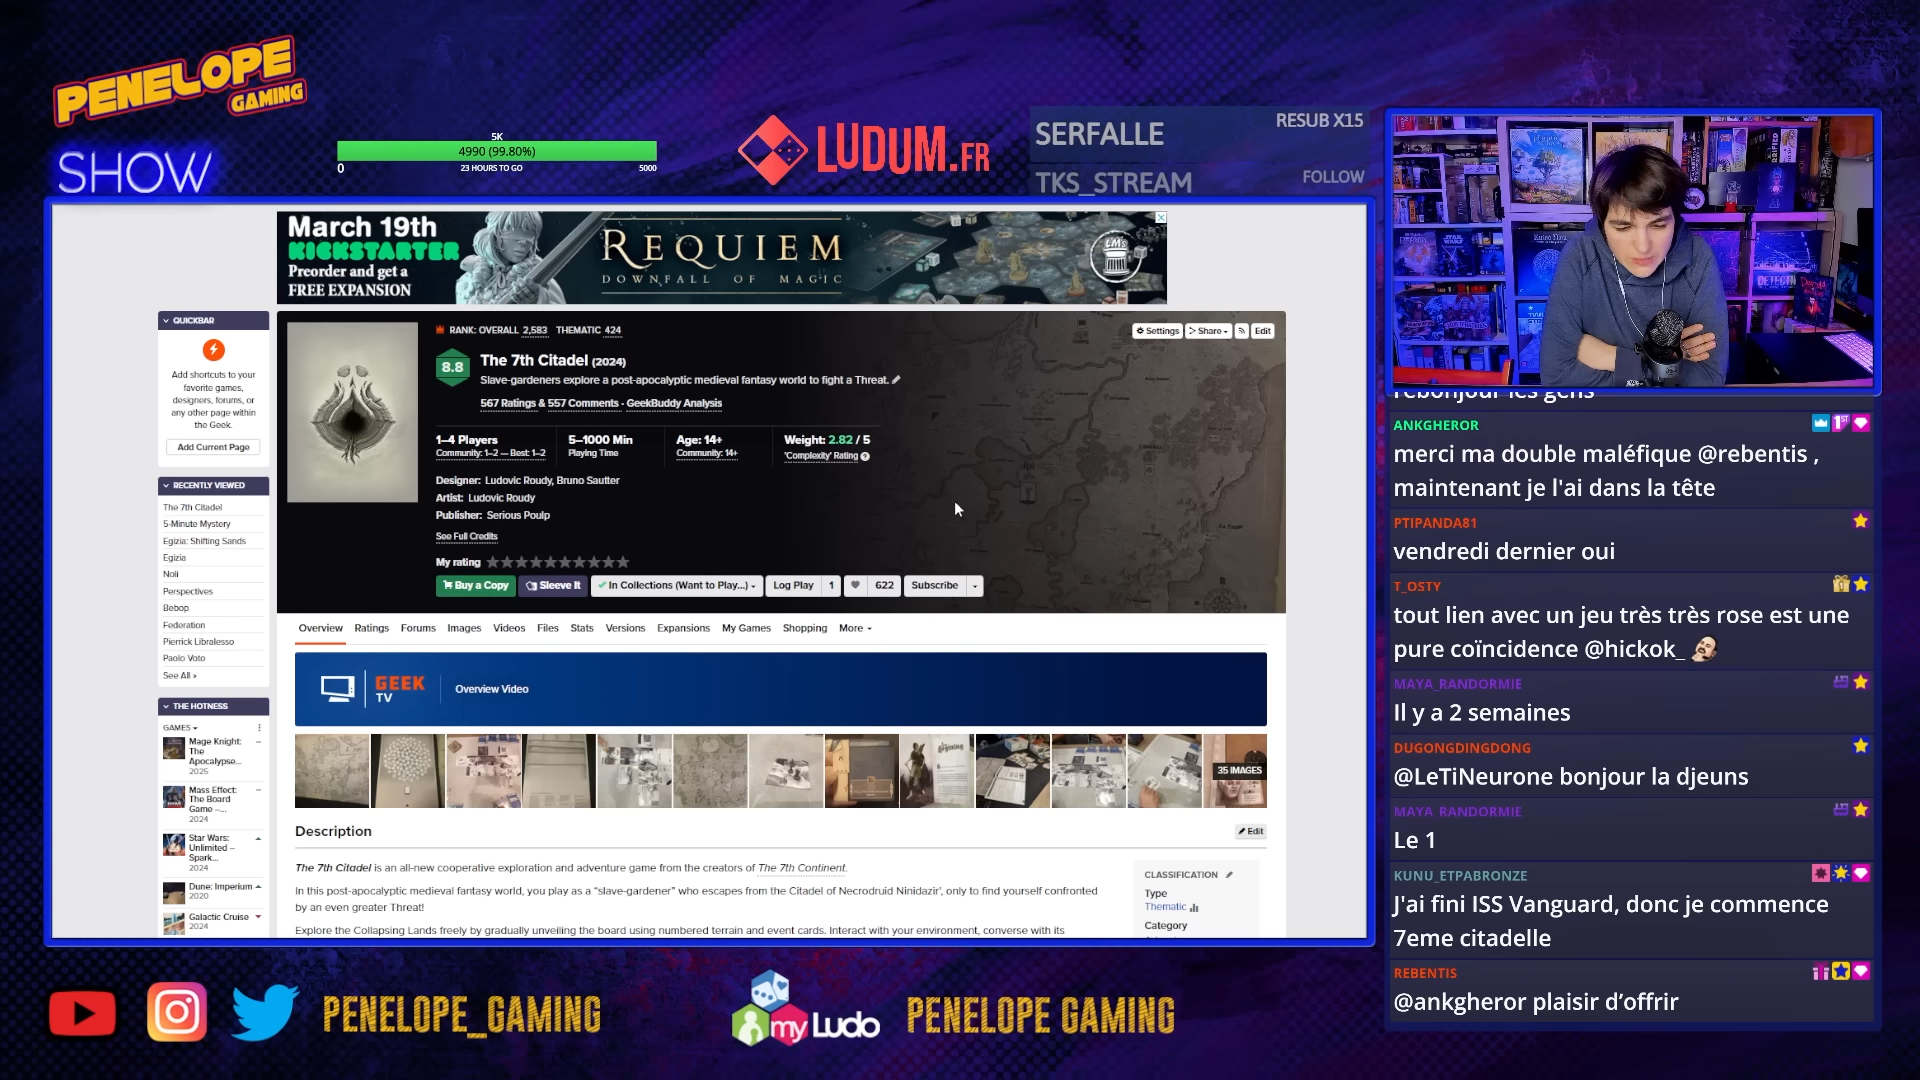 PENELOPE
GAMING
SHOW
5K
4990 (99.80%)
0
23 HOURS TO GO
5000
LUDUM.FR
SERFALLE
RESUB X15
TKS_STREAM
FOLLOW
March 19th
KICKSTARTER
Preorder and get a
FREE EXPANSION
REQUIEM
DOWNFALL OF MAGIC
LMS
QUICKBAR
Add shortcuts to your
favorite games,
designers, forums, or
any other page within
the Geek.
Add Current Page
RECENTLY VIEWED
The 7th Citadel
5-Minute Mystery
Egizia: Shifting Sands
Egizia
Noli
Perspectives
Bebop
Federation
Pierrick Libralesso
Paolo Voto
See All »
THE HOTNESS
GAMES
Mage Knight:
The
Apocalypse...
2025
Mass Effect:
The Board
Game –...
2024
Star Wars:
Unlimited –
Spark...
2024
Dune: Imperium
2020
Galactic Cruise
2024
RANK: OVERALL 2,583 THEMATIC 424
Settings
Share
Edit
8.8
The 7th Citadel (2024)
Slave-gardeners explore a post-apocalyptic medieval fantasy world to fight a Threat.
567 Ratings & 557 Comments · GeekBuddy Analysis
1–4 Players
Community: 1–2 — Best: 1–2
5–1000 Min
Playing Time
Age: 14+
Community: 14+
Weight: 2.82 / 5
'Complexity' Rating
Designer: Ludovic Roudy, Bruno Sautter
Artist: Ludovic Roudy
Publisher: Serious Poulp
See Full Credits
My rating
Buy a Copy
Sleeve It
In Collections (Want to Play...)
Log Play
1
622
Subscribe
Overview Ratings Forums Images Videos Files Stats Versions Expansions My Games Shopping More
GEEK
TV
Overview Video
35 IMAGES
Description
Edit
The 7th Citadel is an all-new cooperative exploration and adventure game from the creators of The 7th Continent.
In this post-apocalyptic medieval fantasy world, you play as a “slave-gardener” who escapes from the Citadel of Necrodruid Ninidazir', only to find yourself confronted
by an even greater Threat!
Explore the Collapsing Lands freely by gradually unveiling the board using numbered terrain and event cards. Interact with your environment, converse with its
CLASSIFICATION
Type
Thematic
Category
rebonjour les gens
ANKGHEROR
merci ma double maléfique @rebentis ,
maintenant je l'ai dans la tête
PTIPANDA81
vendredi dernier oui
T_OSTY
tout lien avec un jeu très très rose est une
pure coïncidence @hickok_
MAYA_RANDORMIE
Il y a 2 semaines
DUGONGDINGDONG
@LeTiNeurone bonjour la djeuns
MAYA_RANDORMIE
Le 1
KUNU_ETPABRONZE
J'ai fini ISS Vanguard, donc je commence
7eme citadelle
REBENTIS
@ankgheror plaisir d’offrir
PENELOPE_GAMING
myLudo
PENELOPE GAMING